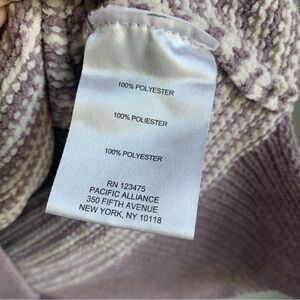 100% POLYESTER
100% POLIESTER
100% POLYESTER
RN 123475
PACIFIC ALLIANCE
350 FIFTH AVENUE
NEW YORK, NY 10118